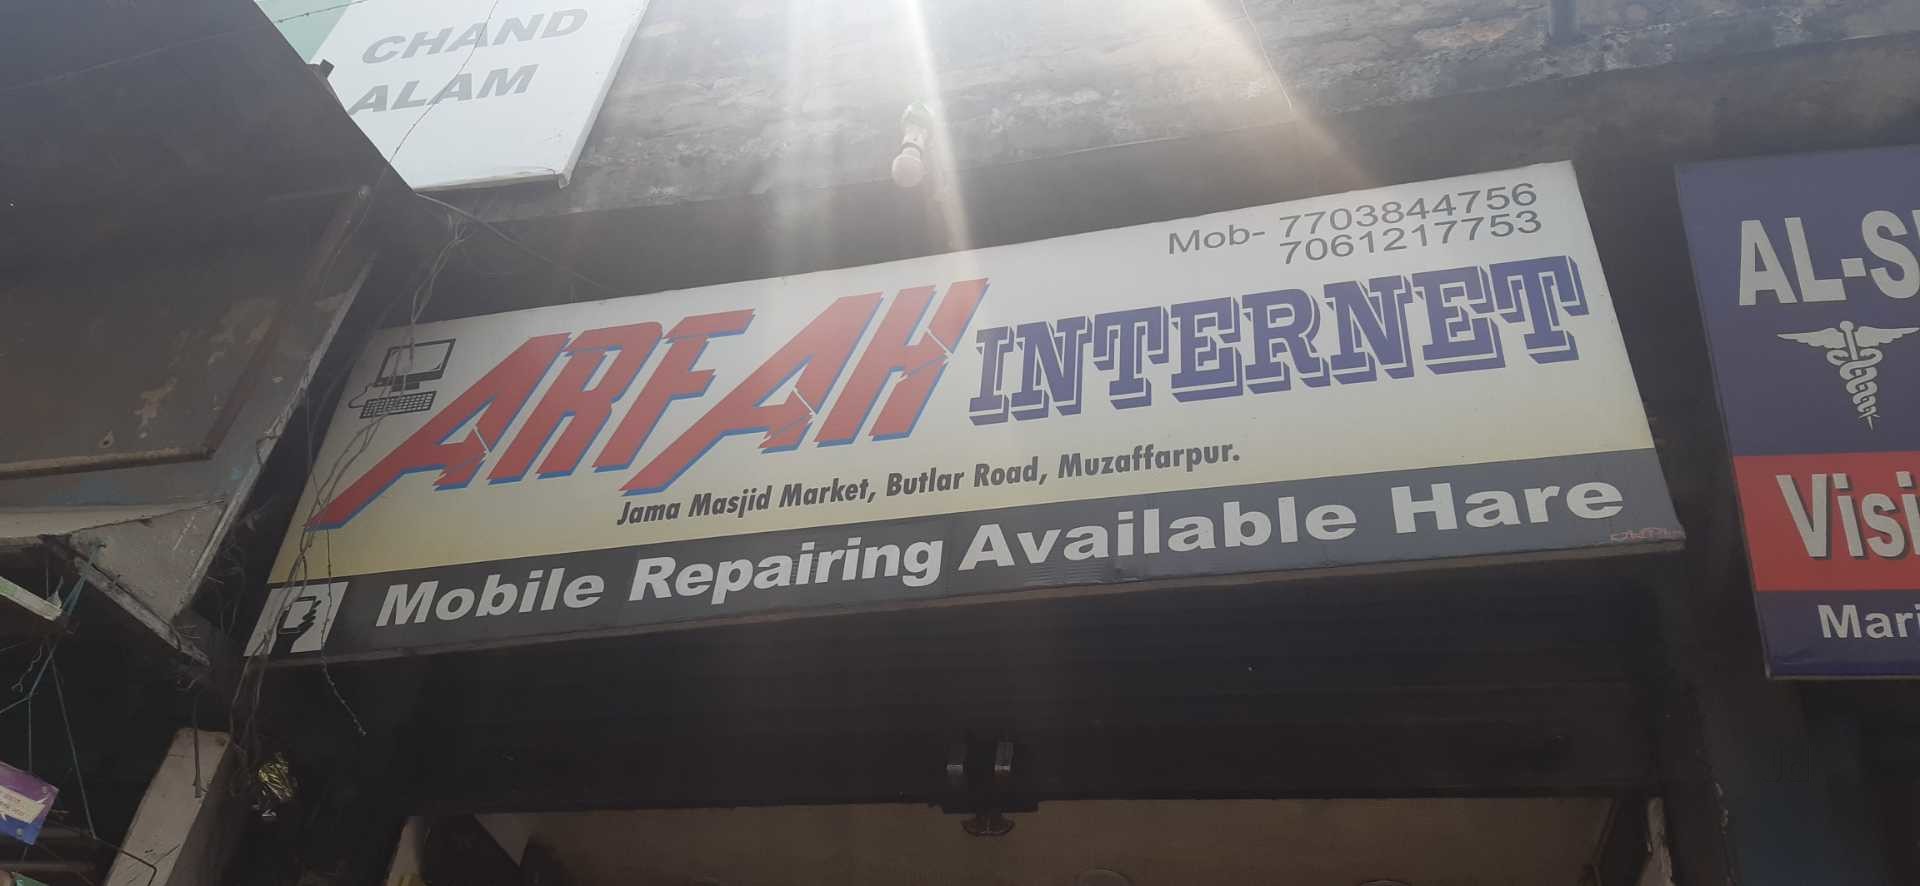 CHAND
ALAM
Mob- 7703844756
7061217753
ARFAH INTERNET
Jama Masjid Market, Butlar Road, Muzaffarpur.
Mobile Repairing Available Hare
AL-S
Visi
Mari